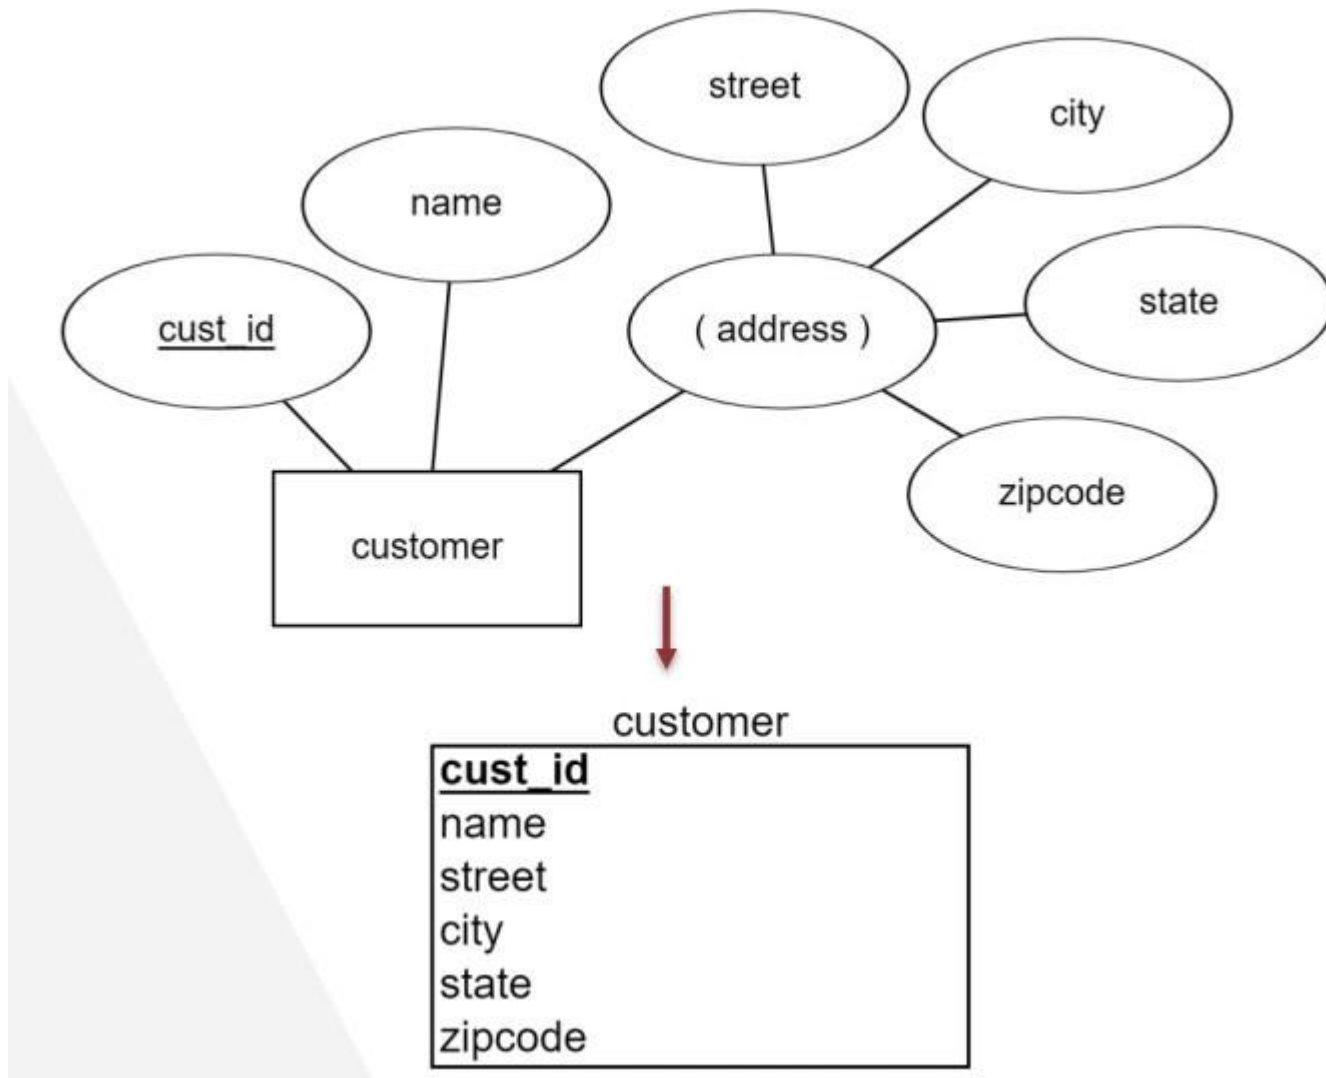 street
city
name
state
cust_id
( address )
zipcode
customer
customer
cust_id
name
street
city
state
zipcode